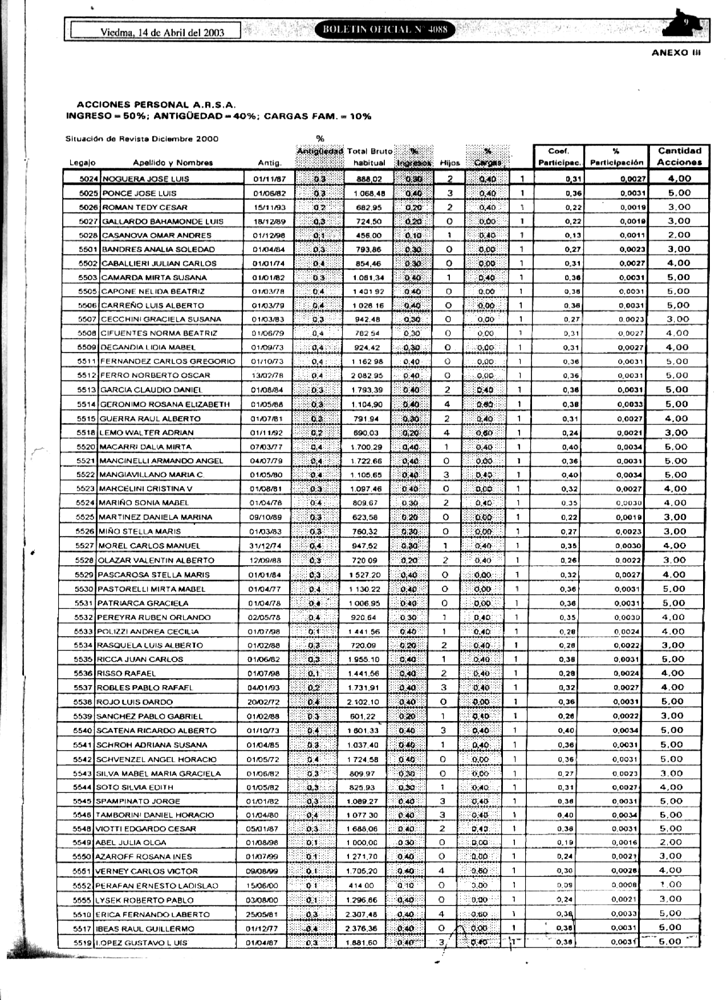 Viedma, 14 de Abril del 2003
BOLETIN OFICIAL N° 4088
9
ANEXO III
ACCIONES PERSONAL A.R.S.A.
INGRESO = 50%; ANTIGÜEDAD = 40%; CARGAS FAM. = 10%
Situación de Revista Diciembre 2000
% Antigüedad Total Bruto habitual % Ingresos Hijos % Cargas Coef. Participac. % Participación Cantidad Acciones
Legajo Apellido y Nombres Antig.
5024 NOGUERA JOSE LUIS 01/11/87 0,3 888,02 0,30 2 0,40 1 0,31 0,0027 4,00
5025 PONCE JOSE LUIS 01/06/82 0,3 1.068,48 0,40 3 0,40 1 0,36 0,0031 5,00
5026 ROMAN TEDY CESAR 15/11/93 0,2 682,95 0,20 2 0,40 1 0,22 0,0019 3,00
5027 GALLARDO BAHAMONDE LUIS 18/12/89 0,3 724,50 0,20 0 0,00 1 0,22 0,0019 3,00
5028 CASANOVA OMAR ANDRES 01/12/98 0,1 456,00 0,10 1 0,40 1 0,13 0,0011 2,00
5501 BANDRES ANALIA SOLEDAD 01/04/84 0,3 793,86 0,30 0 0,00 1 0,27 0,0023 3,00
5502 CABALLIERI JULIAN CARLOS 01/01/74 0,4 854,46 0,30 0 0,00 1 0,31 0,0027 4,00
5503 CAMARDA MIRTA SUSANA 01/01/82 0,3 1.081,34 0,40 1 0,40 1 0,36 0,0031 5,00
5505 CAPONE NELIDA BEATRIZ 01/03/78 0,4 1 401 92 0,40 0 0,00 1 0,36 0,0031 5,00
5506 CARREÑO LUIS ALBERTO 01/03/79 0,4 1 026 16 0,40 0 0,00 1 0,36 0,0031 5,00
5507 CECCHINI GRACIELA SUSANA 01/03/83 0,3 942,48 0,30 0 0,00 1 0,27 0,0023 3,00
5508 CIFUENTES NORMA BEATRIZ 01/06/79 0,4 782 54 0,30 0 0,00 1 0,31 0,0027 4,00
5509 DECANDIA LIDIA MABEL 01/09/73 0,4 924,42 0,30 0 0,00 1 0,31 0,0027 4,00
5511 FERNANDEZ CARLOS GREGORIO 01/10/73 0,4 1 162 98 0,40 0 0,00 1 0,36 0,0031 5,00
5512 FERRO NORBERTO OSCAR 13/02/78 0,4 2 082,95 0,40 0 0,00 1 0,36 0,0031 5,00
5513 GARCIA CLAUDIO DANIEL 01/08/84 0,3 1.793,39 0,40 2 0,40 1 0,36 0,0031 5,00
5514 GERONIMO ROSANA ELIZABETH 01/05/88 0,3 1.104,90 0,40 4 0,60 1 0,38 0,0033 5,00
5515 GUERRA RAUL ALBERTO 01/07/81 0,3 791,94 0,30 2 0,40 1 0,31 0,0027 4,00
5518 LEMO WALTER ADRIAN 01/11/92 0,2 690,03 0,20 4 0,60 1 0,24 0,0021 3,00
5520 MACARRI DALIA MIRTA 07/03/77 0,4 1.700,29 0,40 1 0,40 1 0,40 0,0034 5,00
5521 MANCINELLI ARMANDO ANGEL 04/07/79 0,4 1.722,66 0,40 0 0,00 1 0,36 0,0031 5,00
5522 MANGIAVILLANO MARIA C. 01/05/80 0,4 1.105,65 0,40 3 0,40 1 0,40 0,0034 5,00
5523 MARCELINI CRISTINA V 01/08/81 0,3 1.097,46 0,40 0 0,00 1 0,32 0,0027 4,00
5524 MARIÑO SONIA MABEL 01/04/78 0,4 809,67 0,30 2 0,40 1 0,35 0,0030 4,00
5525 MARTINEZ DANIELA MARINA 09/10/89 0,3 623,58 0,20 0 0,00 1 0,22 0,0019 3,00
5526 MIÑO STELLA MARIS 01/03/83 0,3 760,32 0,30 0 0,00 1 0,27 0,0023 3,00
5527 MOREL CARLOS MANUEL 31/12/74 0,4 947,52 0,30 1 0,40 1 0,35 0,0030 4,00
5528 OLAZAR VALENTIN ALBERTO 12/09/88 0,3 720 09 0,20 2 0,40 1 0,26 0,0022 3,00
5529 PASCAROSA STELLA MARIS 01/01/84 0,3 1 527,20 0,40 0 0,00 1 0,32 0,0027 4,00
5530 PASTORELLI MIRTA MABEL 01/04/77 0,4 1 130,22 0,40 0 0,00 1 0,36 0,0031 5,00
5531 PATRIARCA GRACIELA 01/04/78 0,4 1 006,95 0,40 0 0,00 1 0,36 0,0031 5,00
5532 PEREYRA RUBEN ORLANDO 02/05/78 0,4 920,64 0,30 1 0,40 1 0,35 0,0030 4,00
5533 POLIZZI ANDREA CECILIA 01/07/98 0,1 1 441,56 0,40 1 0,40 1 0,28 0,0024 4,00
5534 RASQUELA LUIS ALBERTO 01/02/88 0,3 720,09 0,20 2 0,40 1 0,26 0,0022 3,00
5535 RICCA JUAN CARLOS 01/06/82 0,3 1.955,10 0,40 1 0,40 1 0,36 0,0031 5,00
5536 RISSO RAFAEL 01/07/98 0,1 1.441,56 0,40 2 0,40 1 0,28 0,0024 4,00
5537 ROBLES PABLO RAFAEL 04/01/93 0,2 1.731,91 0,40 3 0,40 1 0,32 0,0027 4,00
5538 ROJO LUIS DARDO 20/02/72 0,4 2.102,10 0,40 0 0,00 1 0,36 0,0031 5,00
5539 SANCHEZ PABLO GABRIEL 01/02/88 0,3 601,22 0,20 1 0,40 1 0,26 0,0022 3,00
5540 SCATENA RICARDO ALBERTO 01/10/73 0,4 1 601,33 0,40 3 0,40 1 0,40 0,0034 5,00
5541 SCHROH ADRIANA SUSANA 01/04/85 0,3 1.037,40 0,40 1 0,40 1 0,36 0,0031 5,00
5542 SCHVENZEL ANGEL HORACIO 01/05/72 0,4 1 724,58 0,40 0 0,00 1 0,36 0,0031 5,00
5543 SILVA MABEL MARIA GRACIELA 01/06/82 0,3 809,97 0,30 0 0,00 1 0,27 0,0023 3,00
5544 SOTO SILVIA EDITH 01/05/82 0,3 825,93 0,30 1 0,40 1 0,31 0,0027 4,00
5545 SPAMPINATO JORGE 01/01/82 0,3 1.089,27 0,40 3 0,40 1 0,36 0,0031 5,00
5546 TAMBORINI DANIEL HORACIO 01/04/80 0,4 1 077 30 0,40 3 0,40 1 0,40 0,0034 5,00
5548 VIOTTI EDGARDO CESAR 05/01/87 0,3 1 688,06 0,40 2 0,40 1 0,36 0,0031 5,00
5549 ABEL JULIA OLGA 01/08/98 0,1 1 000,00 0,30 0 0,00 1 0,19 0,0016 2,00
5550 AZAROFF ROSANA INES 01/07/99 0,1 1 271,70 0,40 0 0,00 1 0,24 0,0021 3,00
5551 VERNEY CARLOS VICTOR 09/08/99 0,1 1.705,20 0,40 4 0,60 1 0,30 0,0026 4,00
5552 PERAFAN ERNESTO LADISLAO 15/06/00 0,1 414 00 0,10 0 0,00 1 0,09 0,0008 1,00
5555 LYSEK ROBERTO PABLO 03/08/00 0,1 1.296,66 0,40 0 0,00 1 0,24 0,0021 3,00
5510 ERICA FERNANDO LABERTO 25/05/81 0,3 2.307,48 0,40 4 0,60 1 0,38 0,0033 5,00
5517 IBEAS RAUL GUILLERMO 01/12/77 0,4 2.376,36 0,40 0 0,00 1 0,36 0,0031 5,00
5519 LOPEZ GUSTAVO LUIS 01/04/87 0,3 1.881,60 0,40 3 0,40 1 0,36 0,0031 5,00